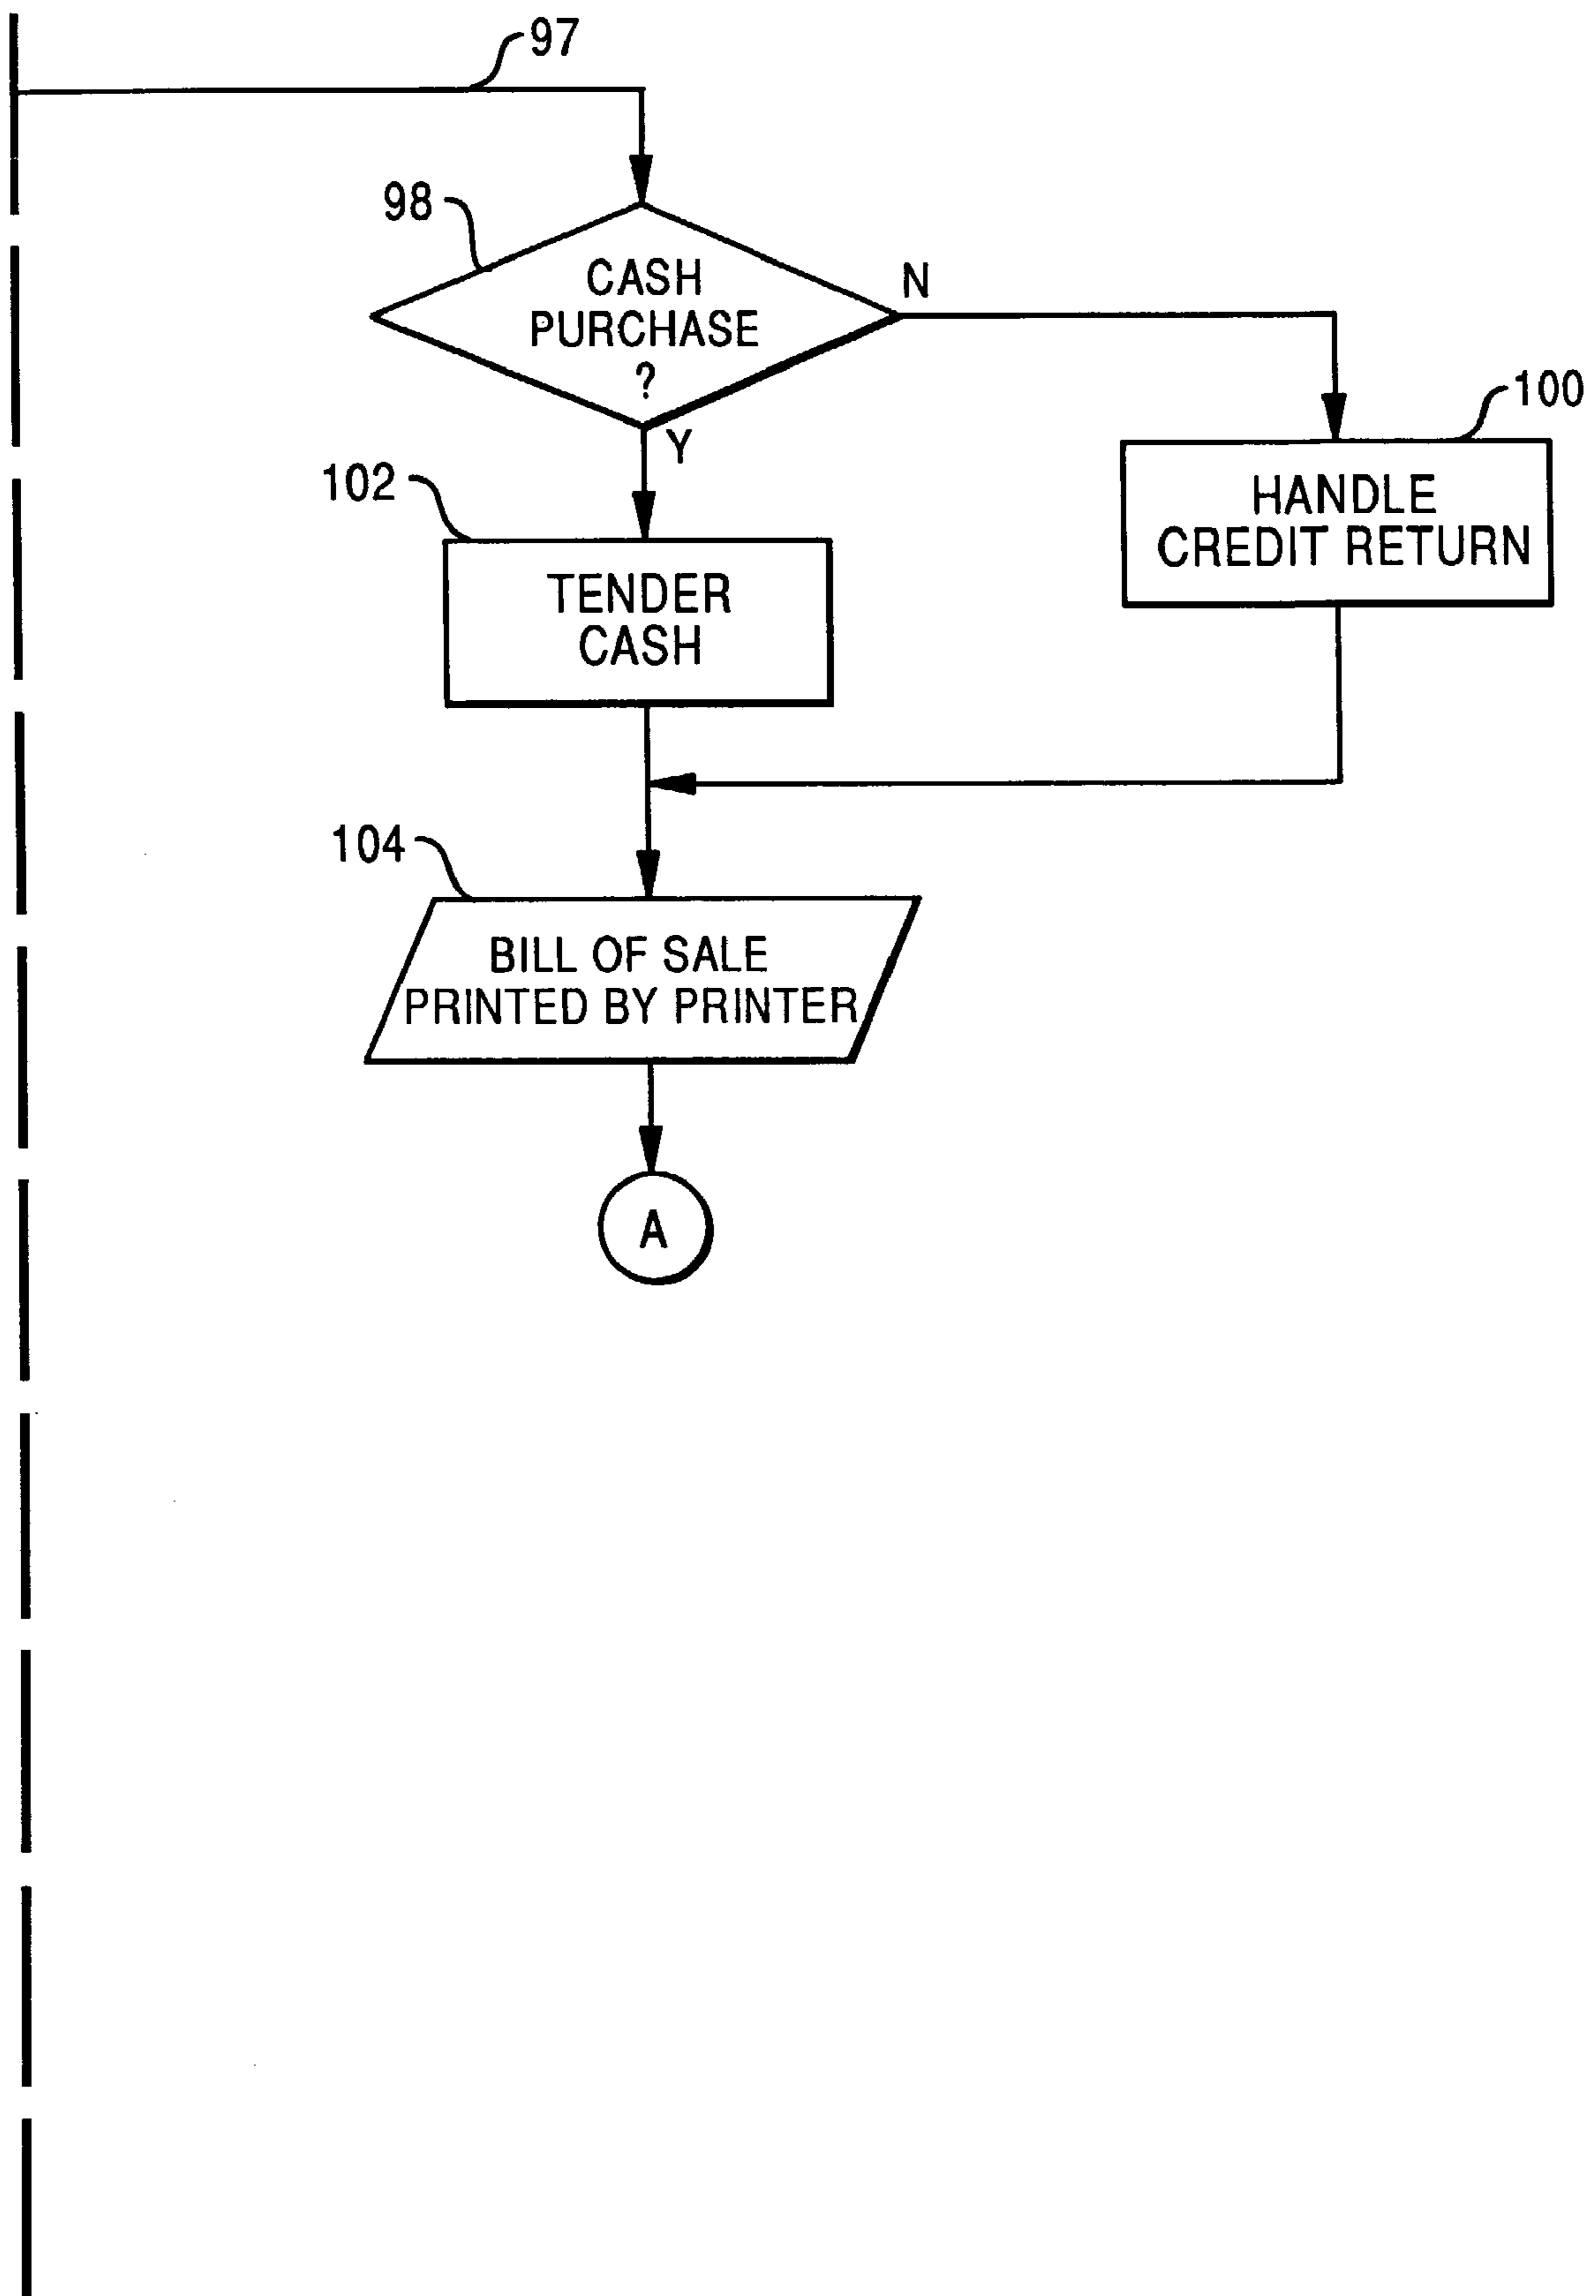 97
98
CASH
PURCHASE
?
N
Y
100
HANDLE
CREDIT RETURN
102
TENDER
CASH
104
BILL OF SALE
PRINTED BY PRINTER
A